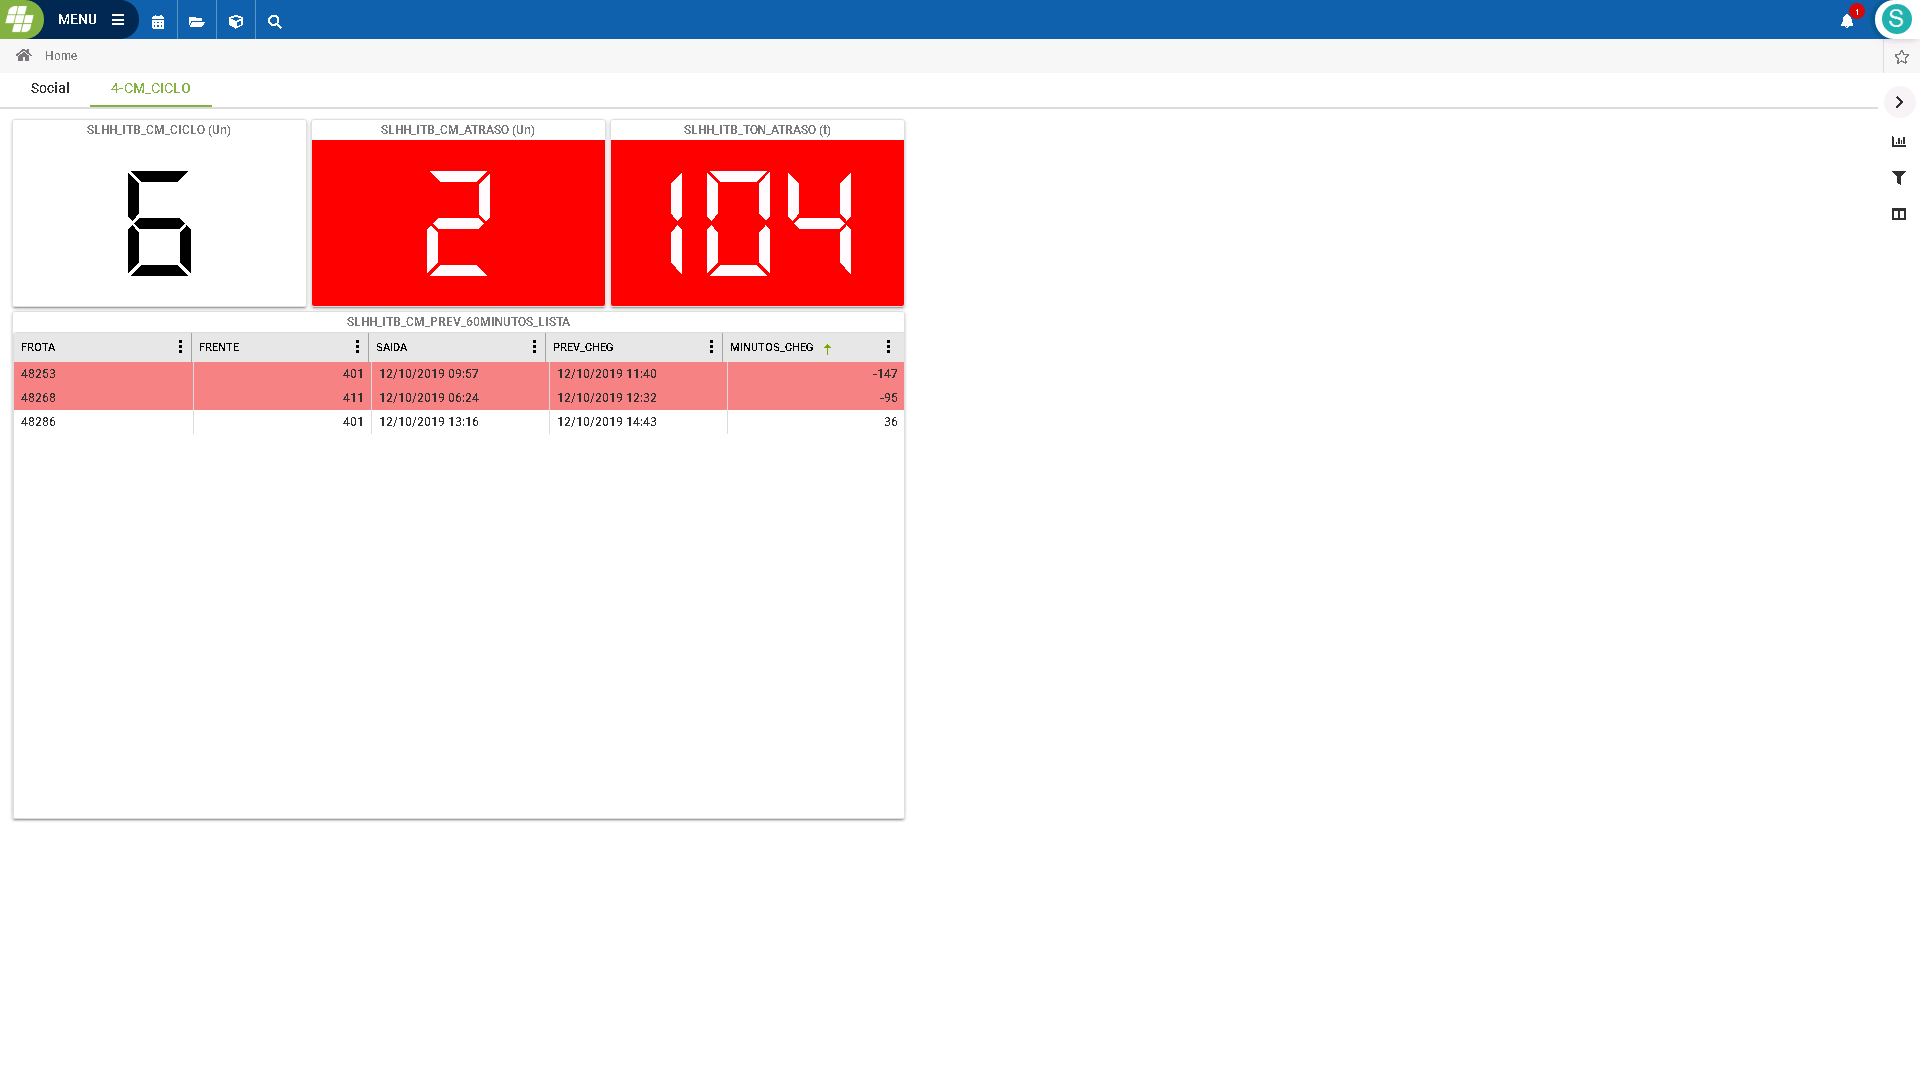 MENU
1
S
Home
Social
4-CM_CICLO
SLHH_ITB_CM_CICLO (Un)
SLHH_ITB_CM_ATRASO (Un)
SLHH_ITB_TON_ATRASO (t)
6
2
104
SLHH_ITB_CM_PREV_60MINUTOS_LISTA
FROTA FRENTE SAIDA PREV_CHEG MINUTOS_CHEG
48253 401 12/10/2019 09:57 12/10/2019 11:40 -147
48268 411 12/10/2019 06:24 12/10/2019 12:32 -95
48286 401 12/10/2019 13:16 12/10/2019 14:43 36